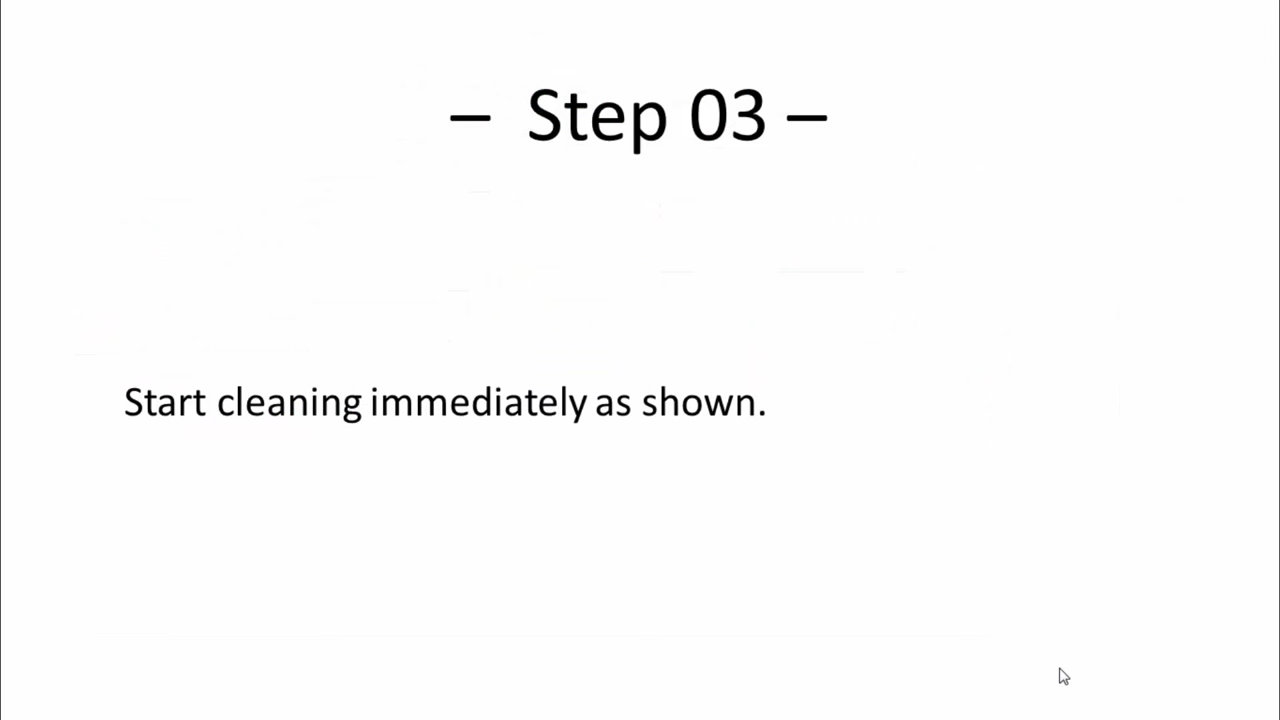 – Step 03 –
Start cleaning immediately as shown.